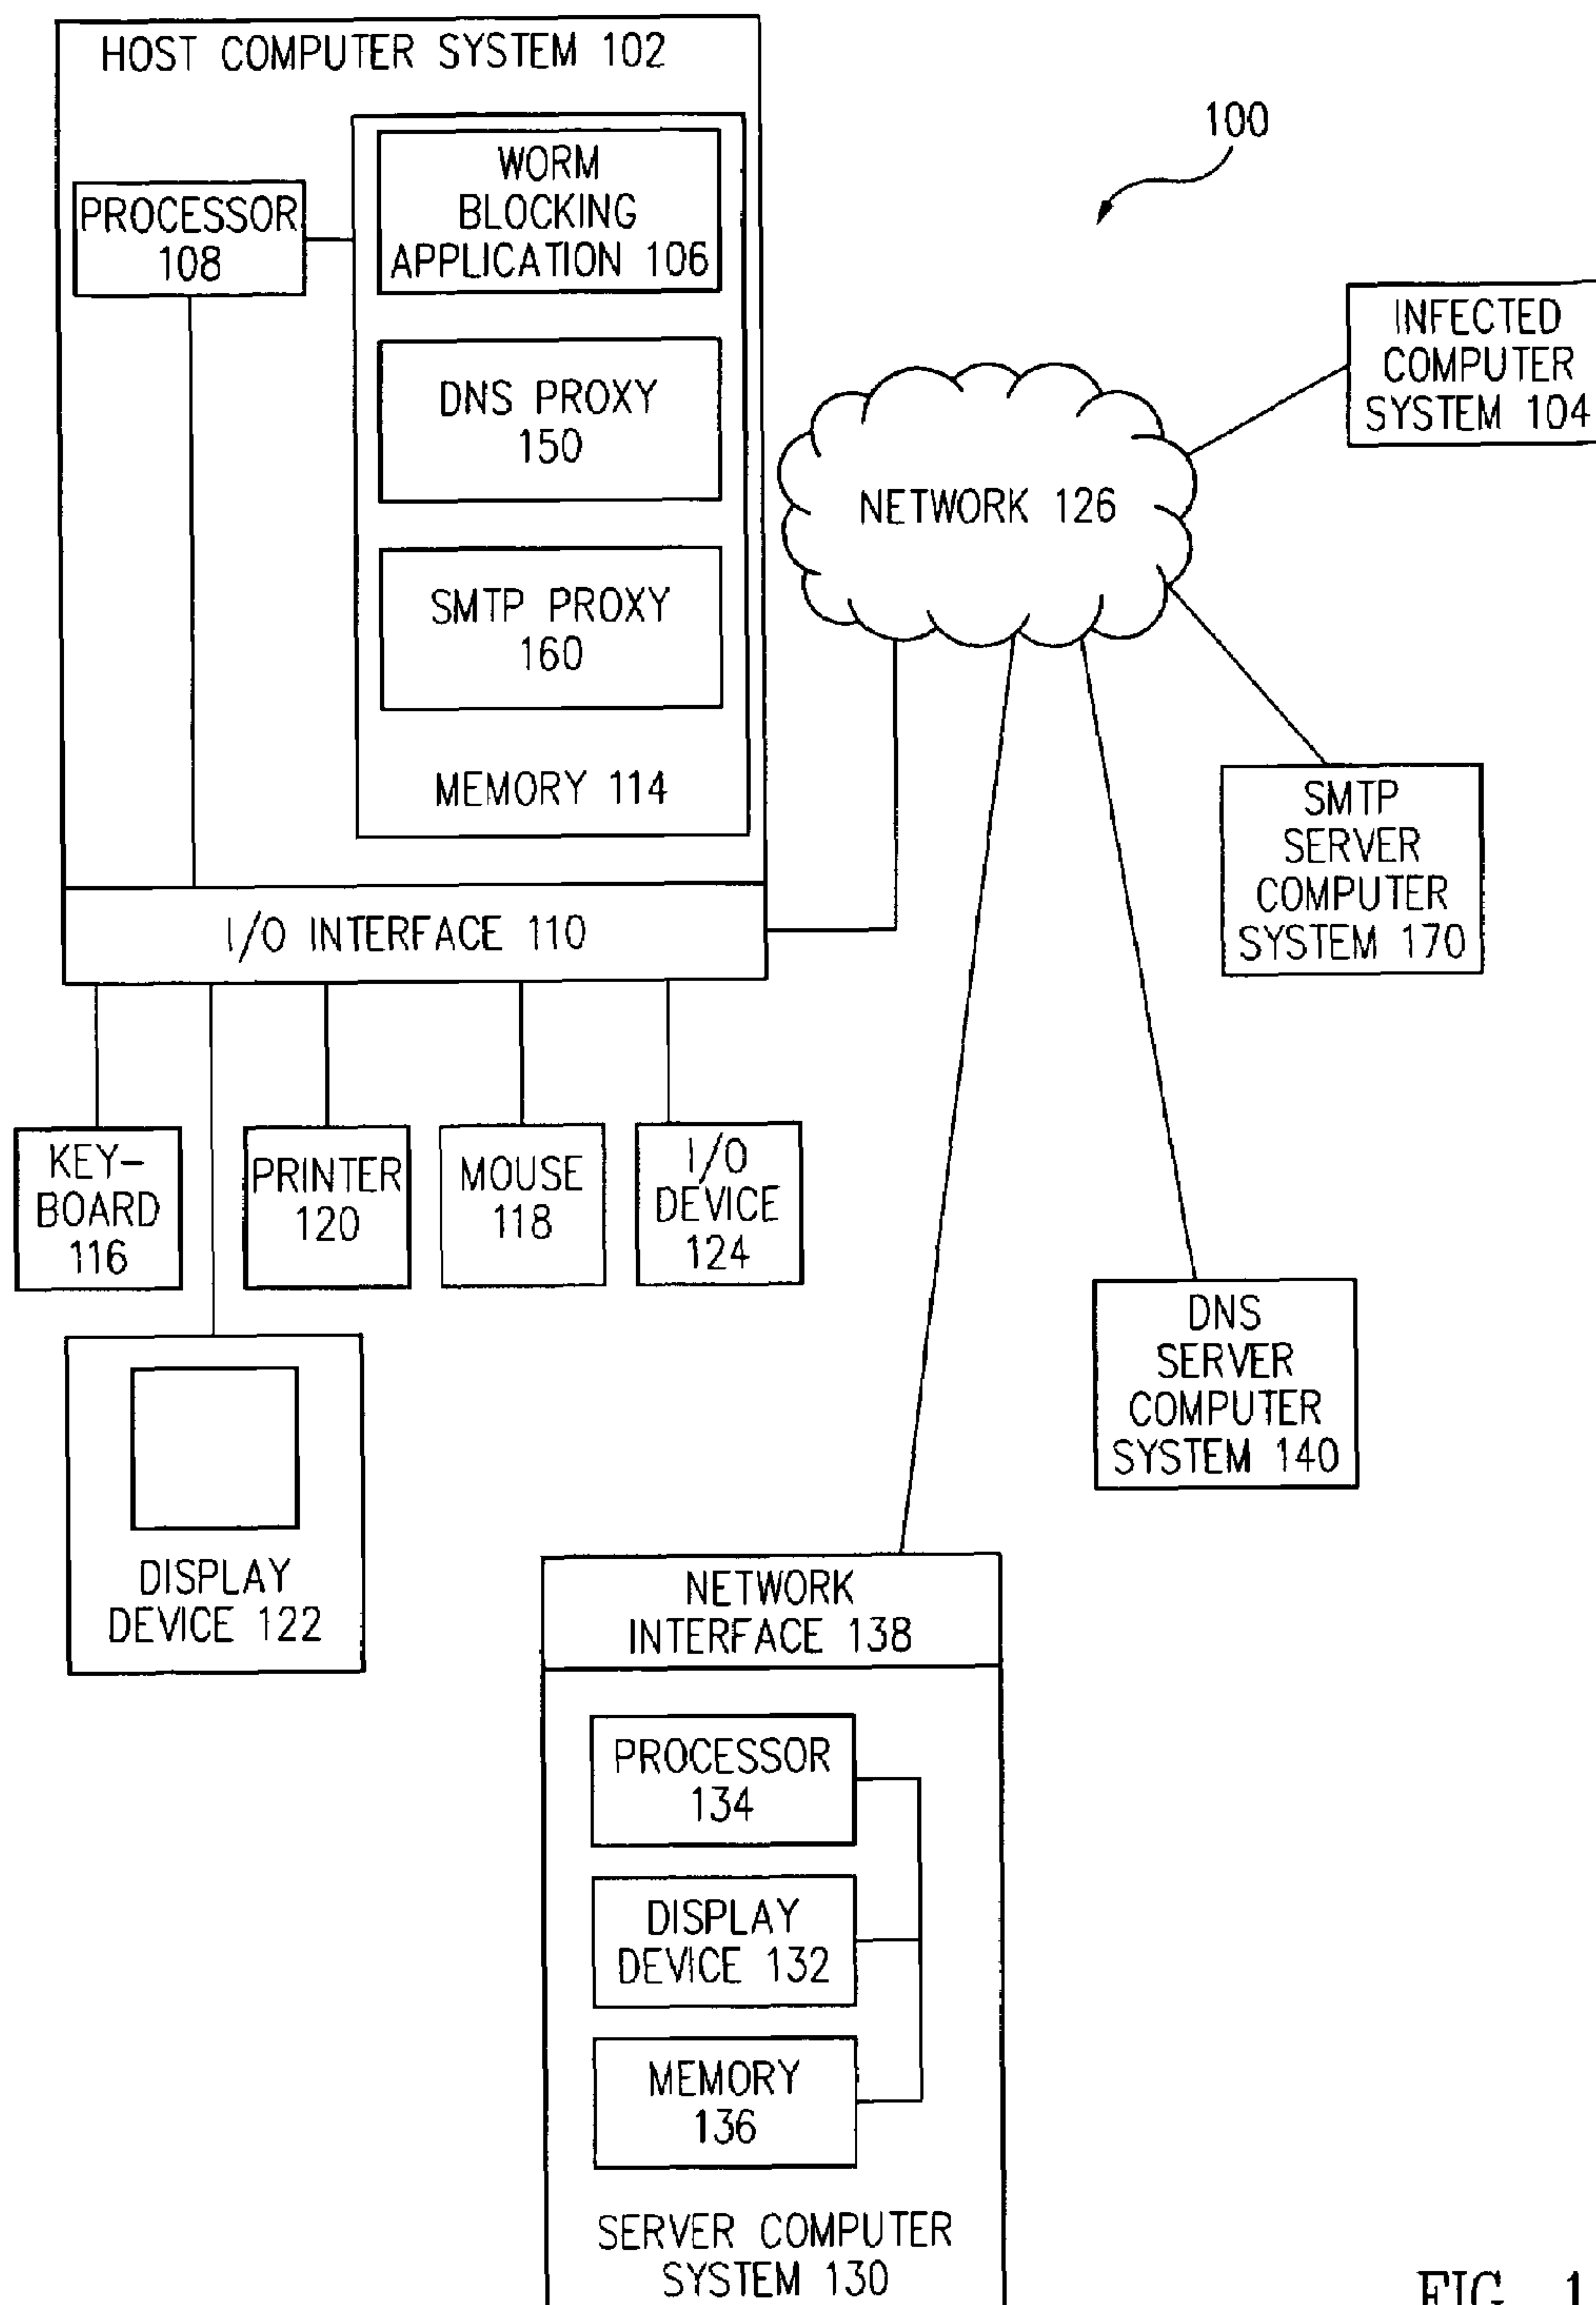 HOST COMPUTER SYSTEM 102
WORM
BLOCKING
APPLICATION 106
PROCESSOR
108
DNS PROXY
150
SMTP PROXY
160
MEMORY 114
I/O INTERFACE 110
KEY-
BOARD
116
PRINTER
120
MOUSE
118
I/O
DEVICE
124
DISPLAY
DEVICE 122
100
NETWORK 126
INFECTED
COMPUTER
SYSTEM 104
SMTP
SERVER
COMPUTER
SYSTEM 170
DNS
SERVER
COMPUTER
SYSTEM 140
NETWORK
INTERFACE 138
PROCESSOR
134
DISPLAY
DEVICE 132
MEMORY
136
SERVER COMPUTER
SYSTEM 130
FIG. 1